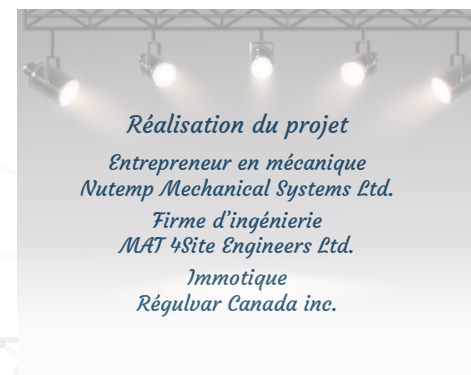 Réalisation du projet
Entrepreneur en mécanique
Nutemp Mechanical Systems Ltd.
Firme d'ingénierie
MAT 4Site Engineers Ltd.
Immotique
Régulvar Canada inc.